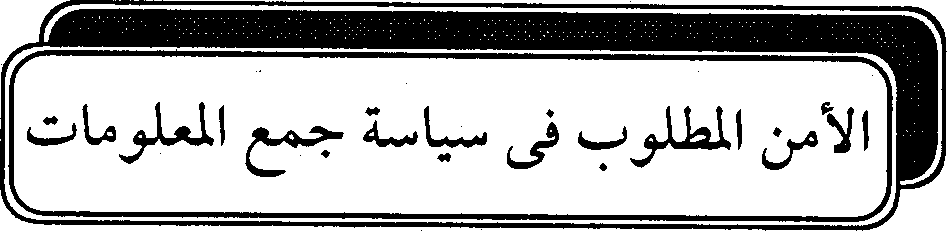 الأمن المطلوب فى سياسة جمع المعلومات